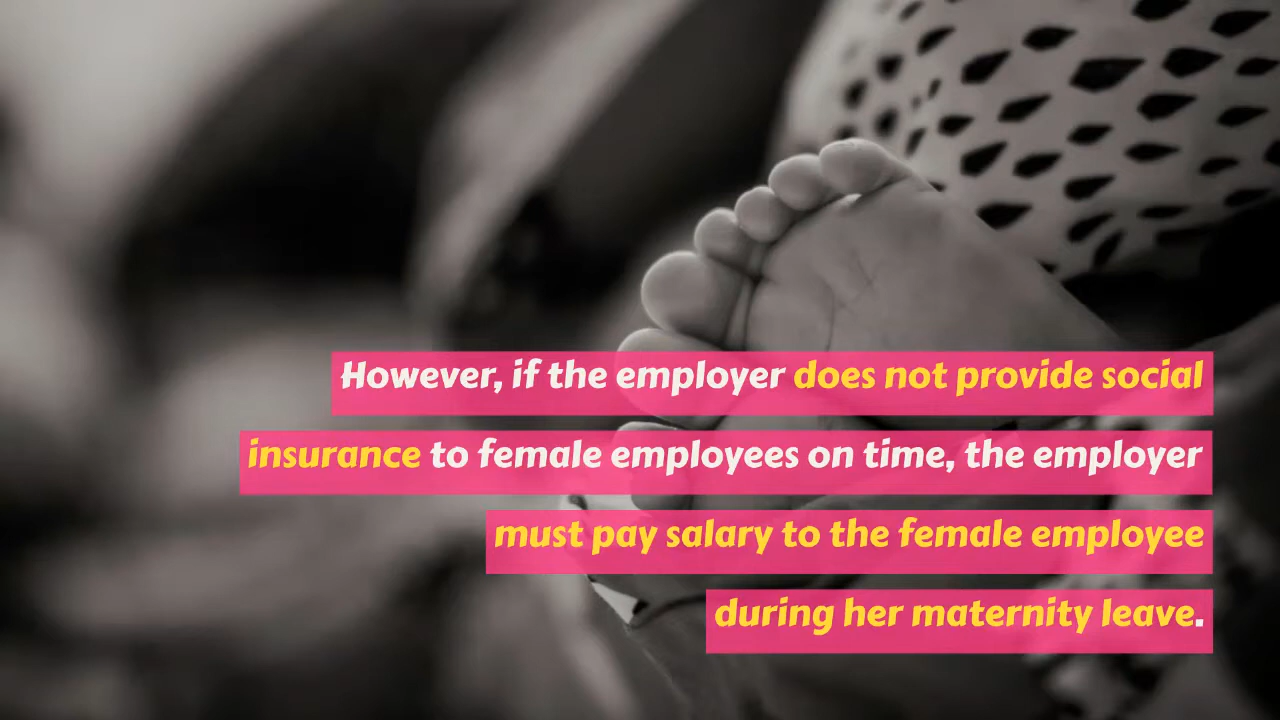 However, if the employer does not provide social
insurance to female employees on time, the employer
must pay salary to the female employee
during her maternity leave.